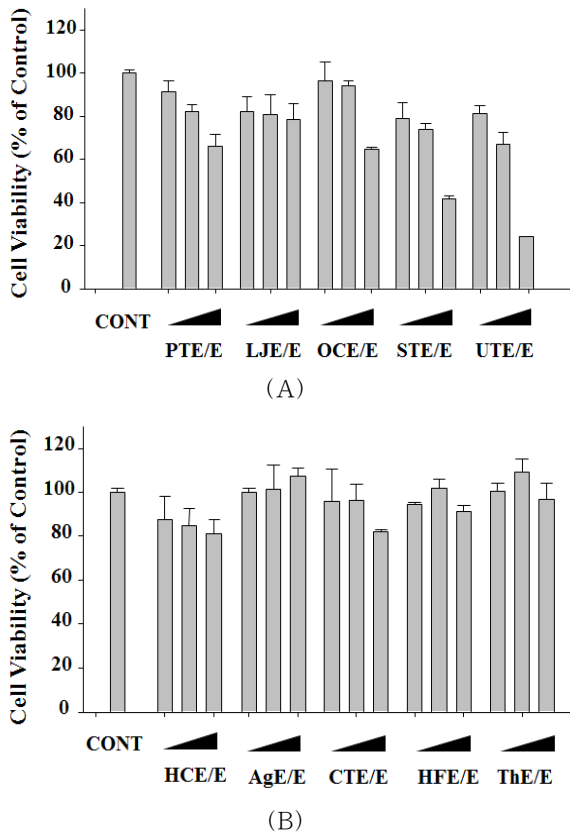 Cell Viability (% of Control)
120
100
80
60
40
20
0
CONT
PTE/E LJE/E OCE/E STE/E UTE/E
(A)
Cell Viability (% of Control)
120
100
80
60
40
20
0
CONT
HCE/E AgE/E CTE/E HFE/E ThE/E
(B)